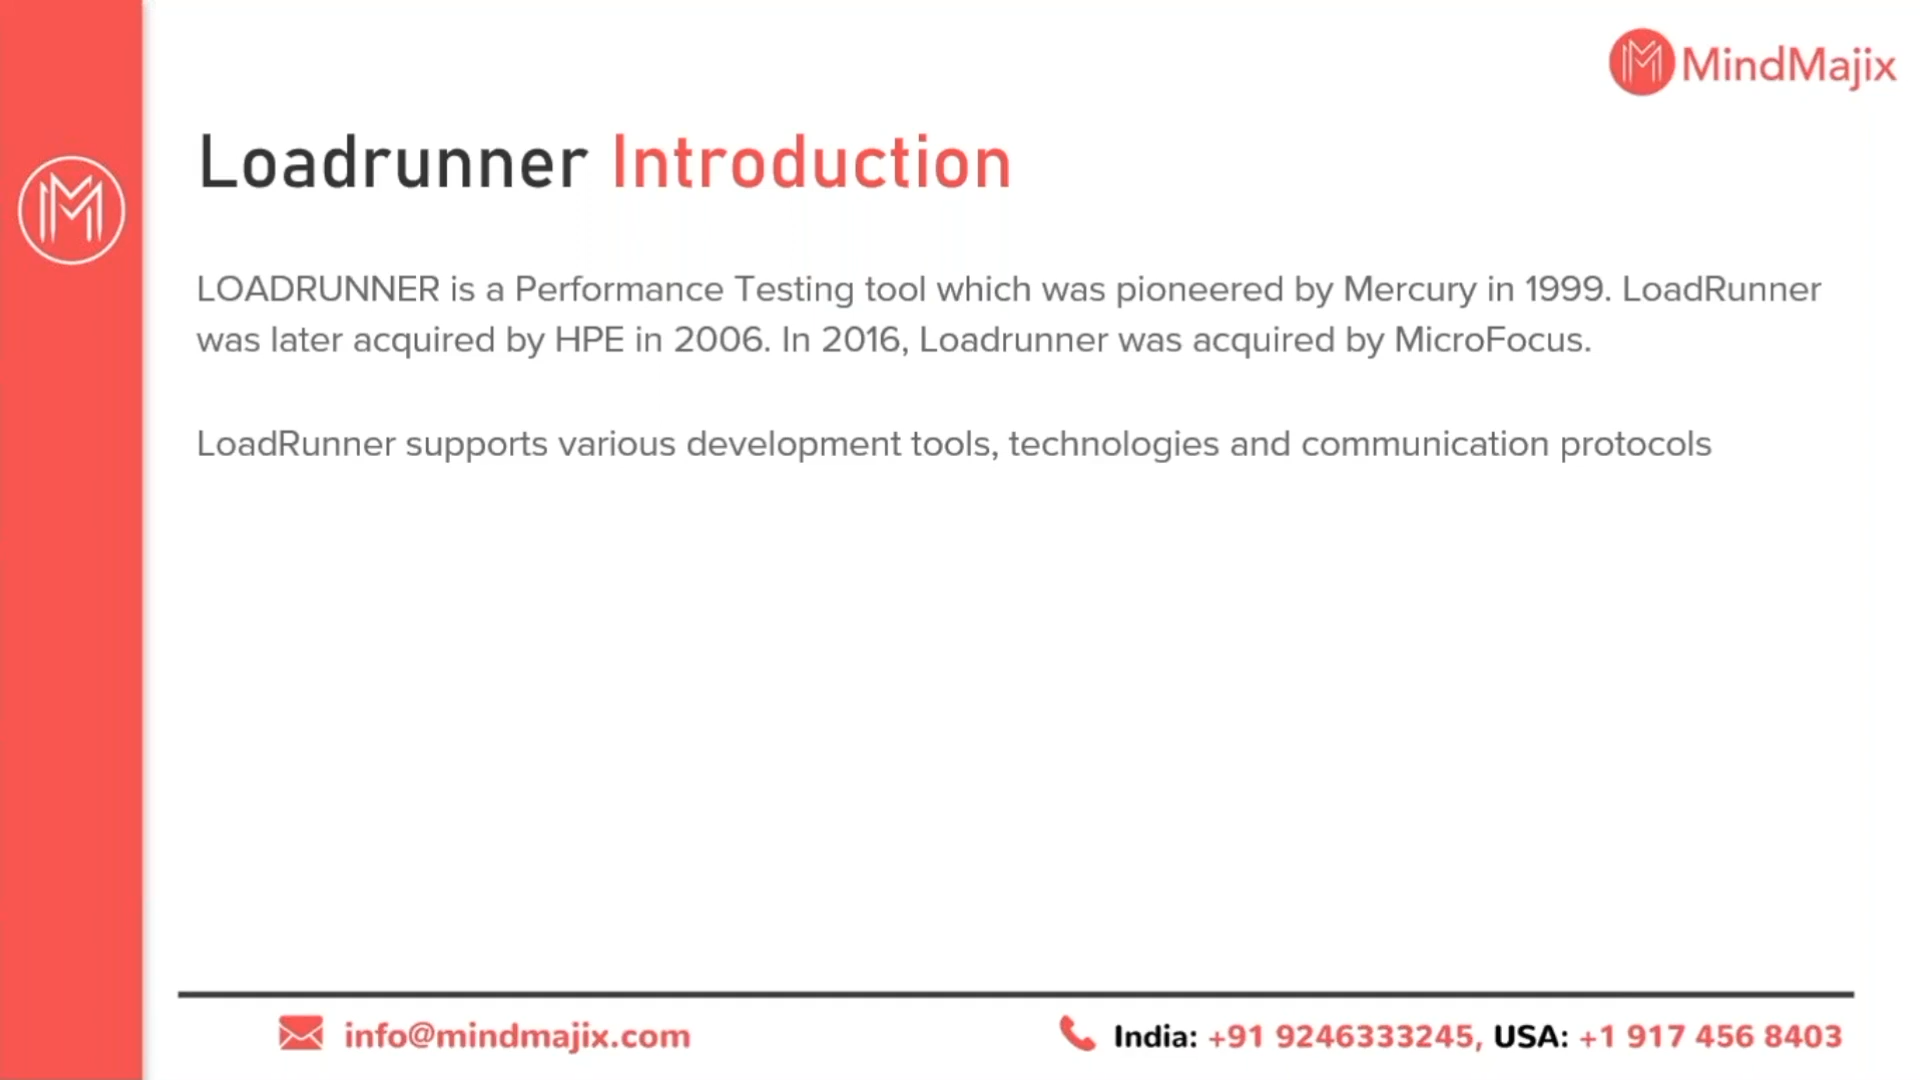 MindMajix
Loadrunner Introduction
LOADRUNNER is a Performance Testing tool which was pioneered by Mercury in 1999. LoadRunner
was later acquired by HPE in 2006. In 2016, Loadrunner was acquired by MicroFocus.
LoadRunner supports various development tools, technologies and communication protocols
info@mindmajix.com
India: +91 9246333245, USA: +1 917 456 8403